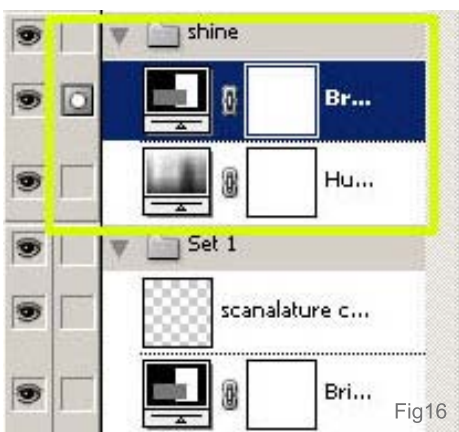 shine
Br...
Hu...
Set 1
scanalature c...
Bri...
Fig16